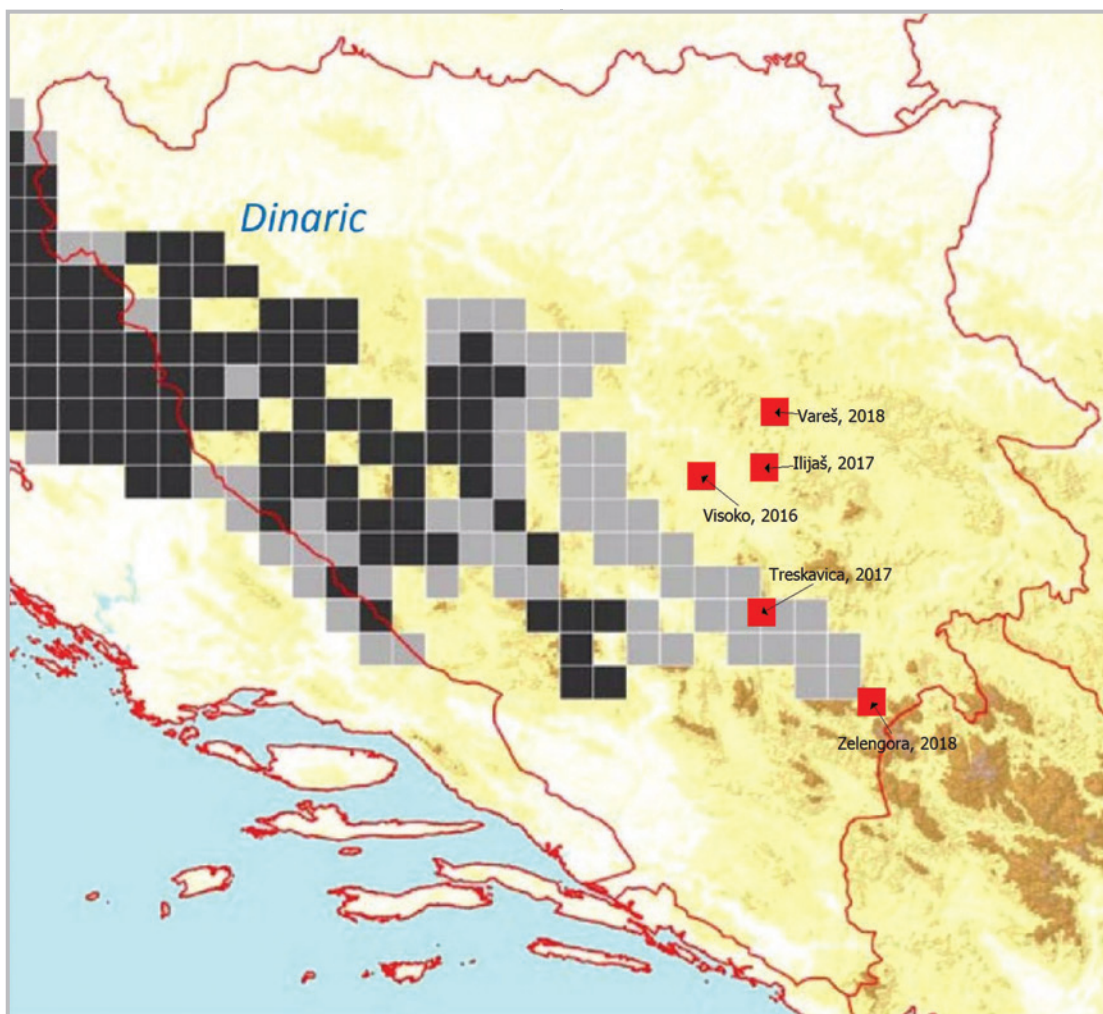 Dinaric
Vareš, 2018
Ilijaš, 2017
Visoko, 2016
Treskavica, 2017
Zelengora, 2018